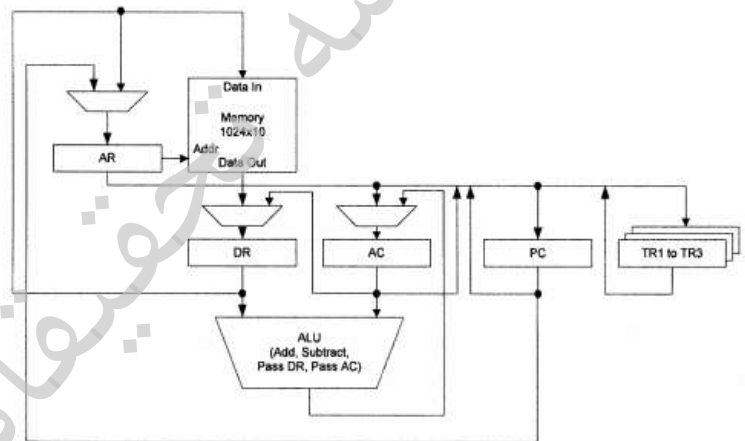 Data In
Memory
1024x10
Addr
Data Out
AR
DR
AC
PC
TR1 to TR3
ALU
(Add, Subtract,
Pass DR, Pass AC)